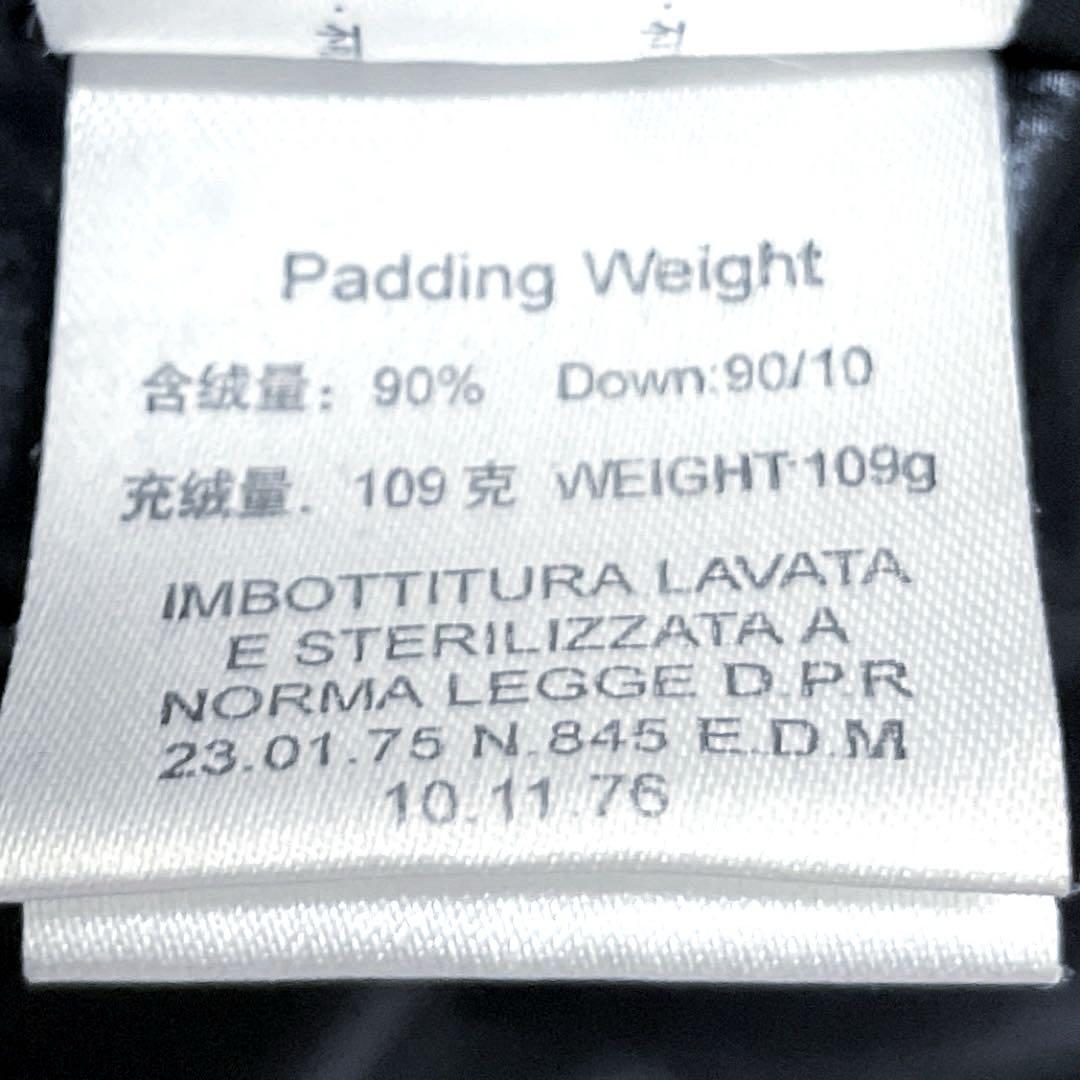 Padding Weight
含绒量: 90% Down:90/10
充绒量. 109 克 WEIGHT·109g
IMBOTTITURA LAVATA
E STERILIZZATA A
NORMA LEGGE D.P.R
23.01.75 N.845 E.D.M
10.11.76